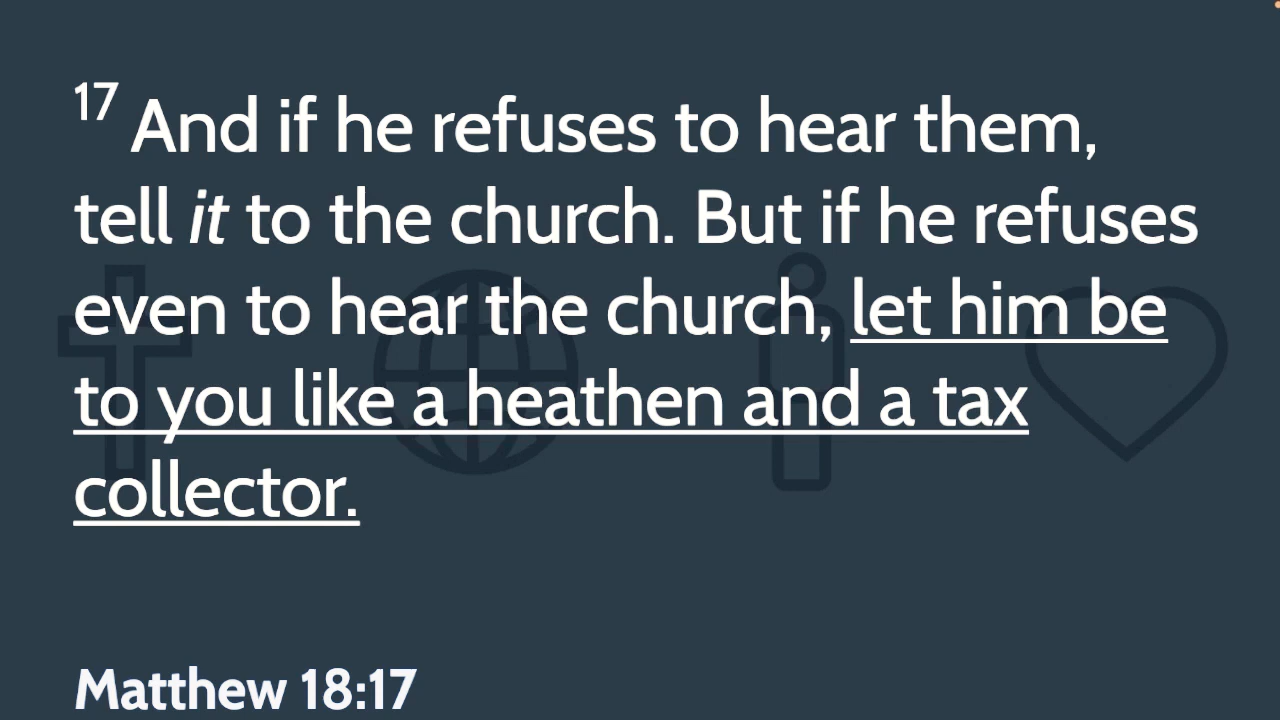 17 And if he refuses to hear them,
tell it to the church. But if he refuses
even to hear the church, let him be
to you like a heathen and a tax
collector.
Matthew 18:17